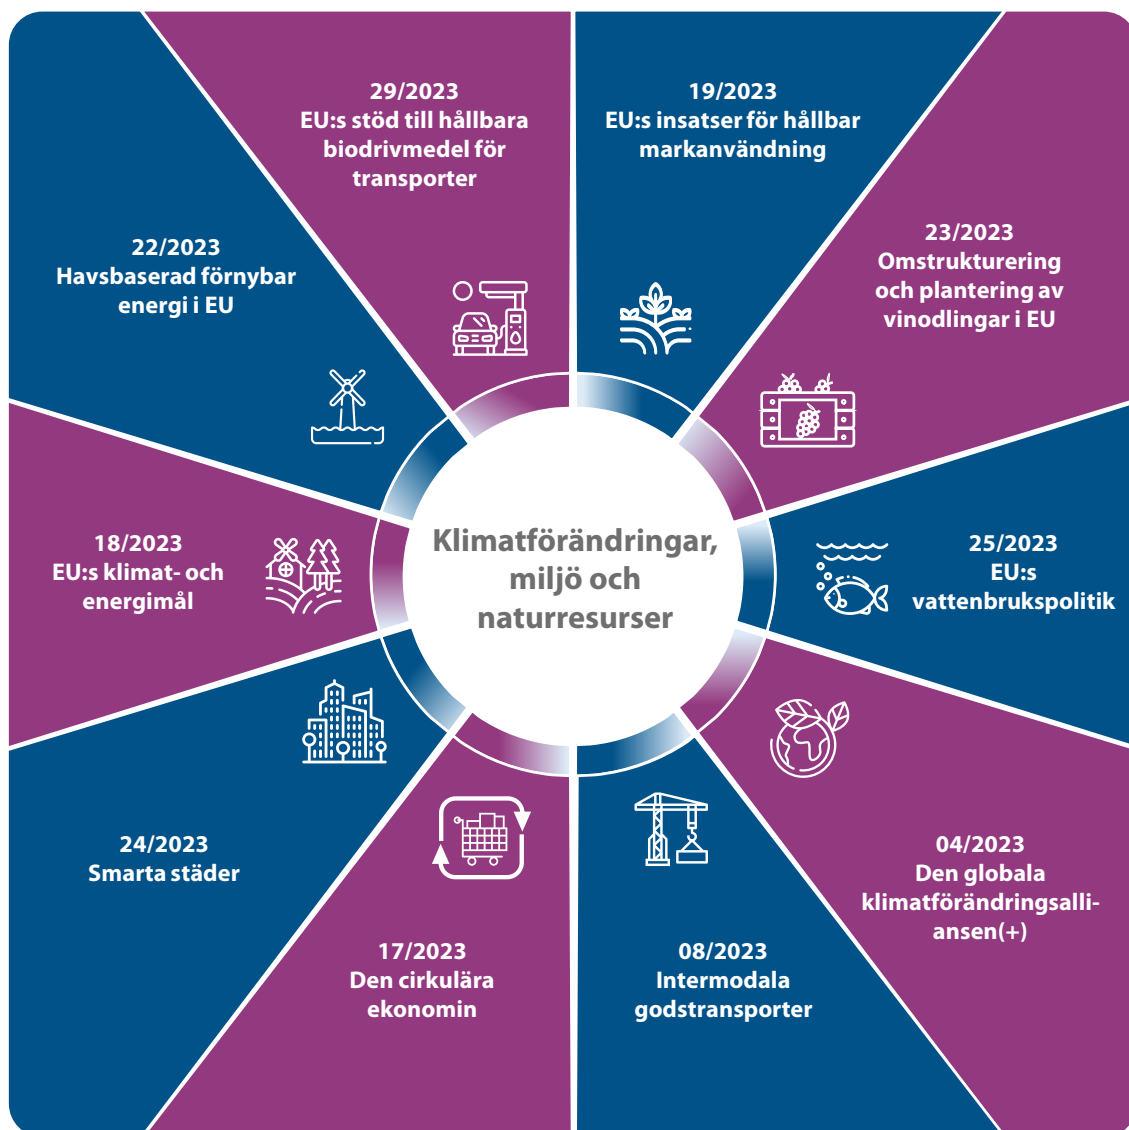 29/2023
EU:s stöd till hållbara
biodrivmedel för
transporter
19/2023
EU:s insatser för hållbar
markanvändning
23/2023
Omstrukturering
och plantering av
vinodlingar i EU
22/2023
Havsbaserad förnybar
energi i EU
18/2023
EU:s klimat- och
energimål
Klimatförändringar,
miljö och
naturresurser
25/2023
EU:s
vattenbrukspolitik
24/2023
Smarta städer
04/2023
Den globala
klimatförändringsalli-
ansen(+)
17/2023
Den cirkulära
ekonomin
08/2023
Intermodala
godstransporter